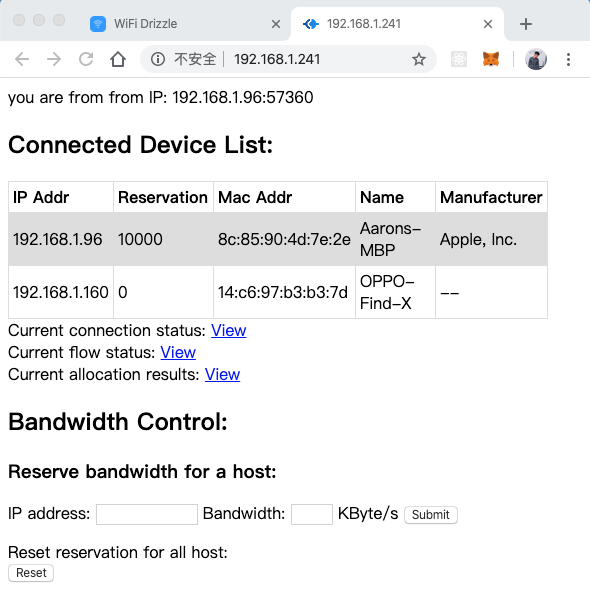 WiFi Drizzle
192.168.1.241
不安全 192.168.1.241
you are from from IP: 192.168.1.96:57360
Connected Device List:
IP Addr Reservation Mac Addr Name Manufacturer
192.168.1.96 10000 8c:85:90:4d:7e:2e Aarons-
MBP Apple, Inc.
192.168.1.160 0 14:c6:97:b3:b3:7d OPPO-
Find-X --
Current connection status: View
Current flow status: View
Current allocation results: View
Bandwidth Control:
Reserve bandwidth for a host:
IP address: Bandwidth: KByte/s Submit
Reset reservation for all host:
Reset